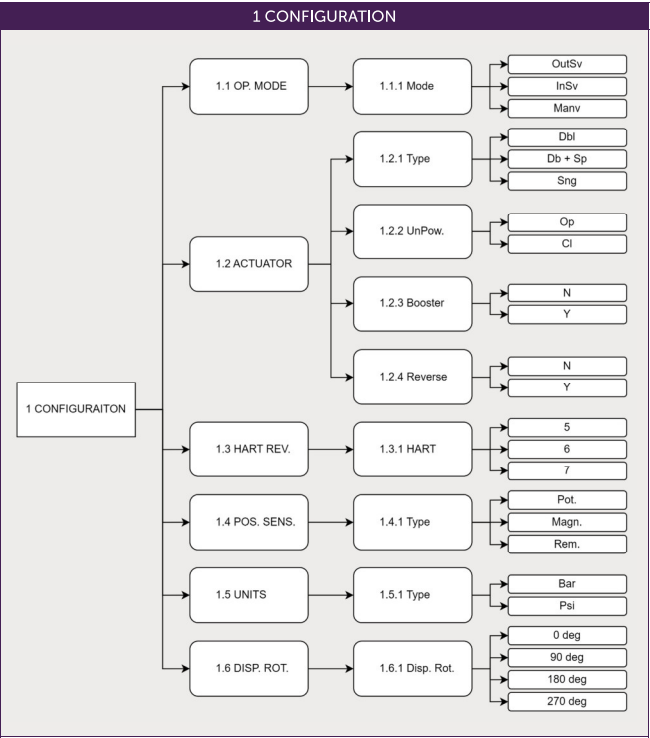 1 CONFIGURATION
1.1 OP. MODE
1.1.1 Mode
OutSv
InSv
Manv
1.2 ACTUATOR
1.2.1 Type
Dbl
Db + Sp
Sng
1.2.2 UnPow.
Op
Cl
1.2.3 Booster
N
Y
1.2.4 Reverse
N
Y
1 CONFIGURAITON
1.3 HART REV.
1.3.1 HART
5
6
7
1.4 POS. SENS.
1.4.1 Type
Pot.
Magn.
Rem.
1.5 UNITS
1.5.1 Type
Bar
Psi
1.6 DISP. ROT.
1.6.1 Disp. Rot.
0 deg
90 deg
180 deg
270 deg